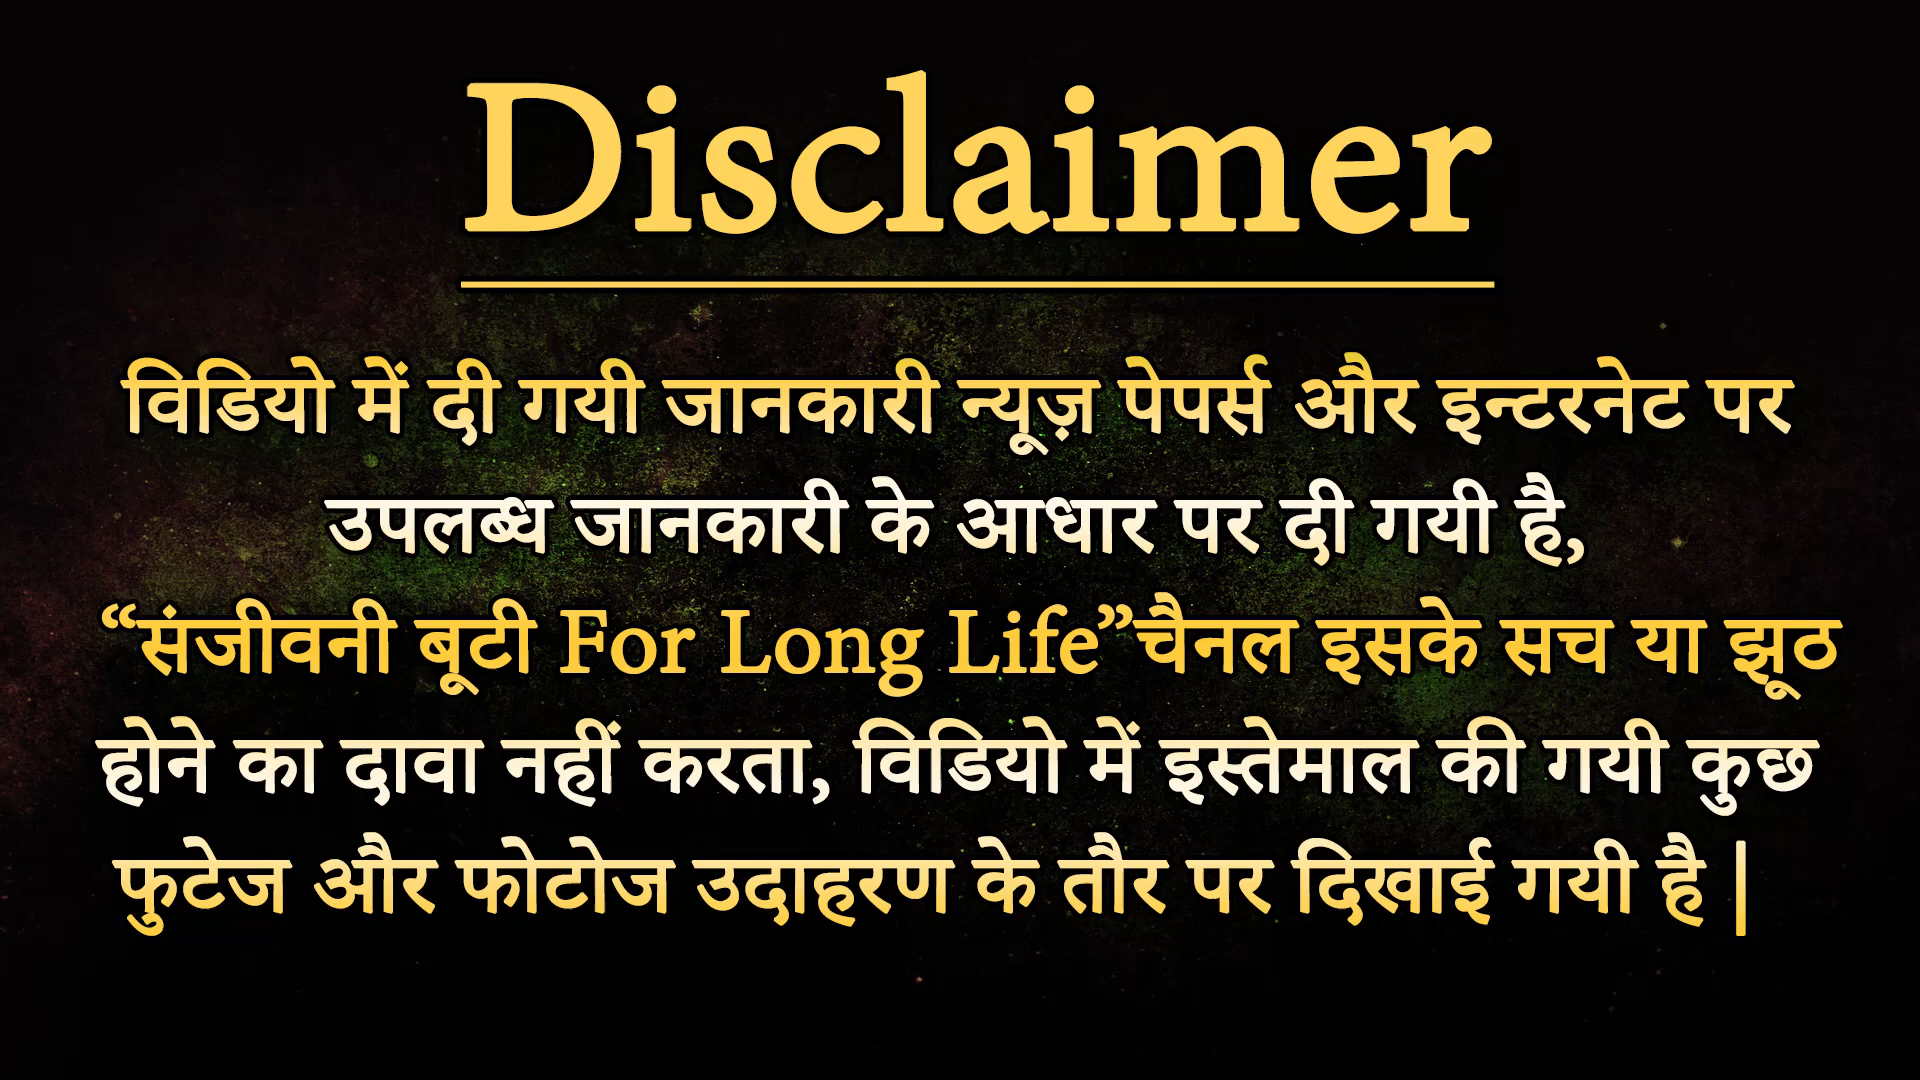 Disclaimer
विडियो में दी गयी जानकारी न्यूज़ पेपर्स और इन्टरनेट पर
उपलब्ध जानकारी के आधार पर दी गयी है,
“संजीवनी बूटी For Long Life”चैनल इसके सच या झूठ
होने का दावा नहीं करता, विडियो में इस्तेमाल की गयी कुछ
फुटेज और फोटोज उदाहरण के तौर पर दिखाई गयी है |